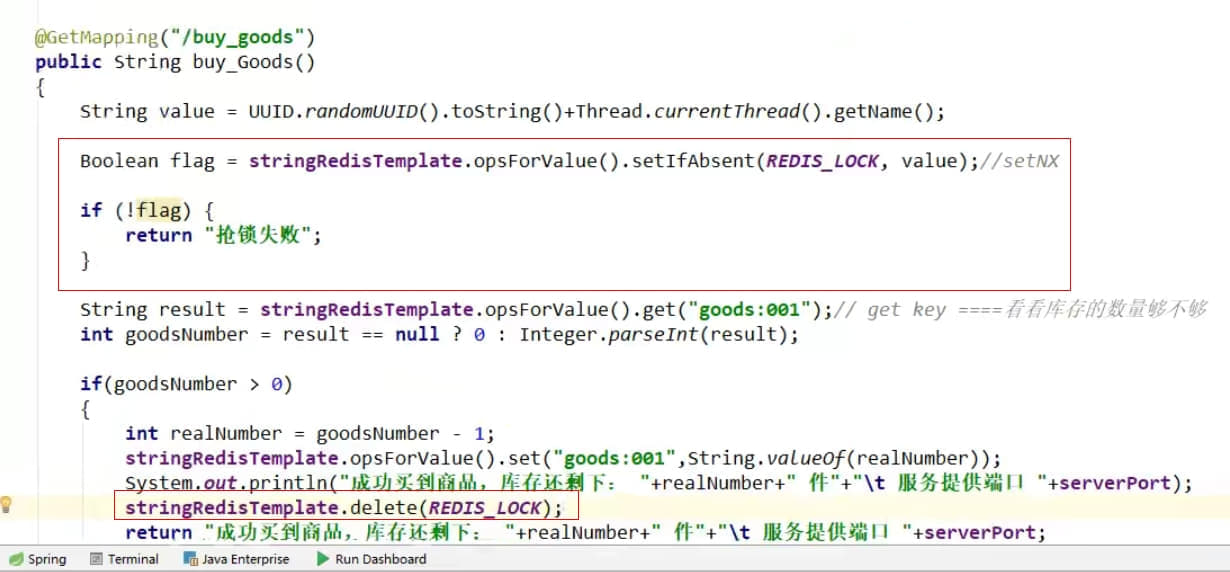 @GetMapping("/buy_goods")
public String buy_Goods()
{
String value = UUID.randomUUID().toString()+Thread.currentThread().getName();
Boolean flag = stringRedisTemplate.opsForValue().setIfAbsent(REDIS_LOCK, value);//setNX
if (!flag) {
return "抢锁失败";
}
String result = stringRedisTemplate.opsForValue().get("goods:001");// get key ====看看库存的数量够不够
int goodsNumber = result == null ? 0 : Integer.parseInt(result);
if(goodsNumber > 0)
{
int realNumber = goodsNumber - 1;
stringRedisTemplate.opsForValue().set("goods:001",String.valueOf(realNumber));
System.out.println("成功买到商品，库存还剩下： "+realNumber+" 件"+"\t 服务提供端口 "+serverPort);
stringRedisTemplate.delete(REDIS_LOCK);
return "成功买到商品，库存还剩下： "+realNumber+" 件"+"\t 服务提供端口 "+serverPort;
Spring Terminal Java Enterprise Run Dashboard